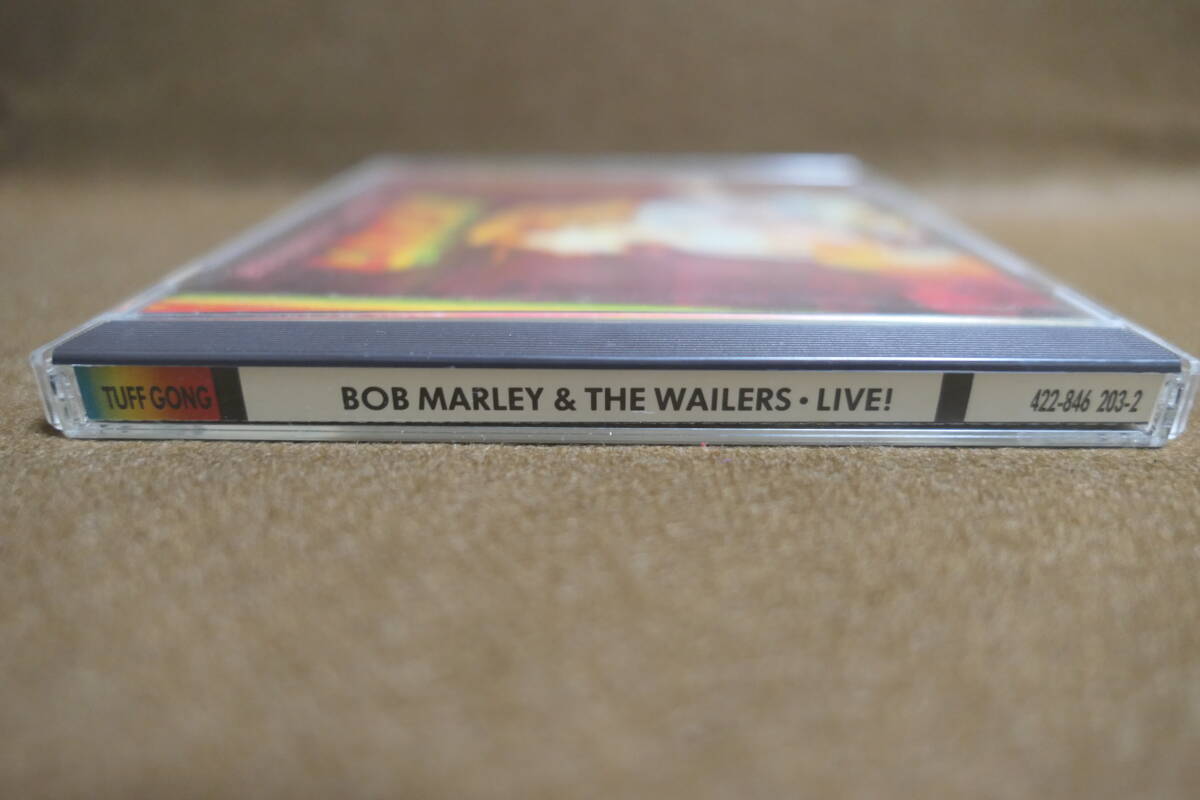 TUFF GONG BOB MARLEY & THE WAILERS • LIVE! 422-846 203-2